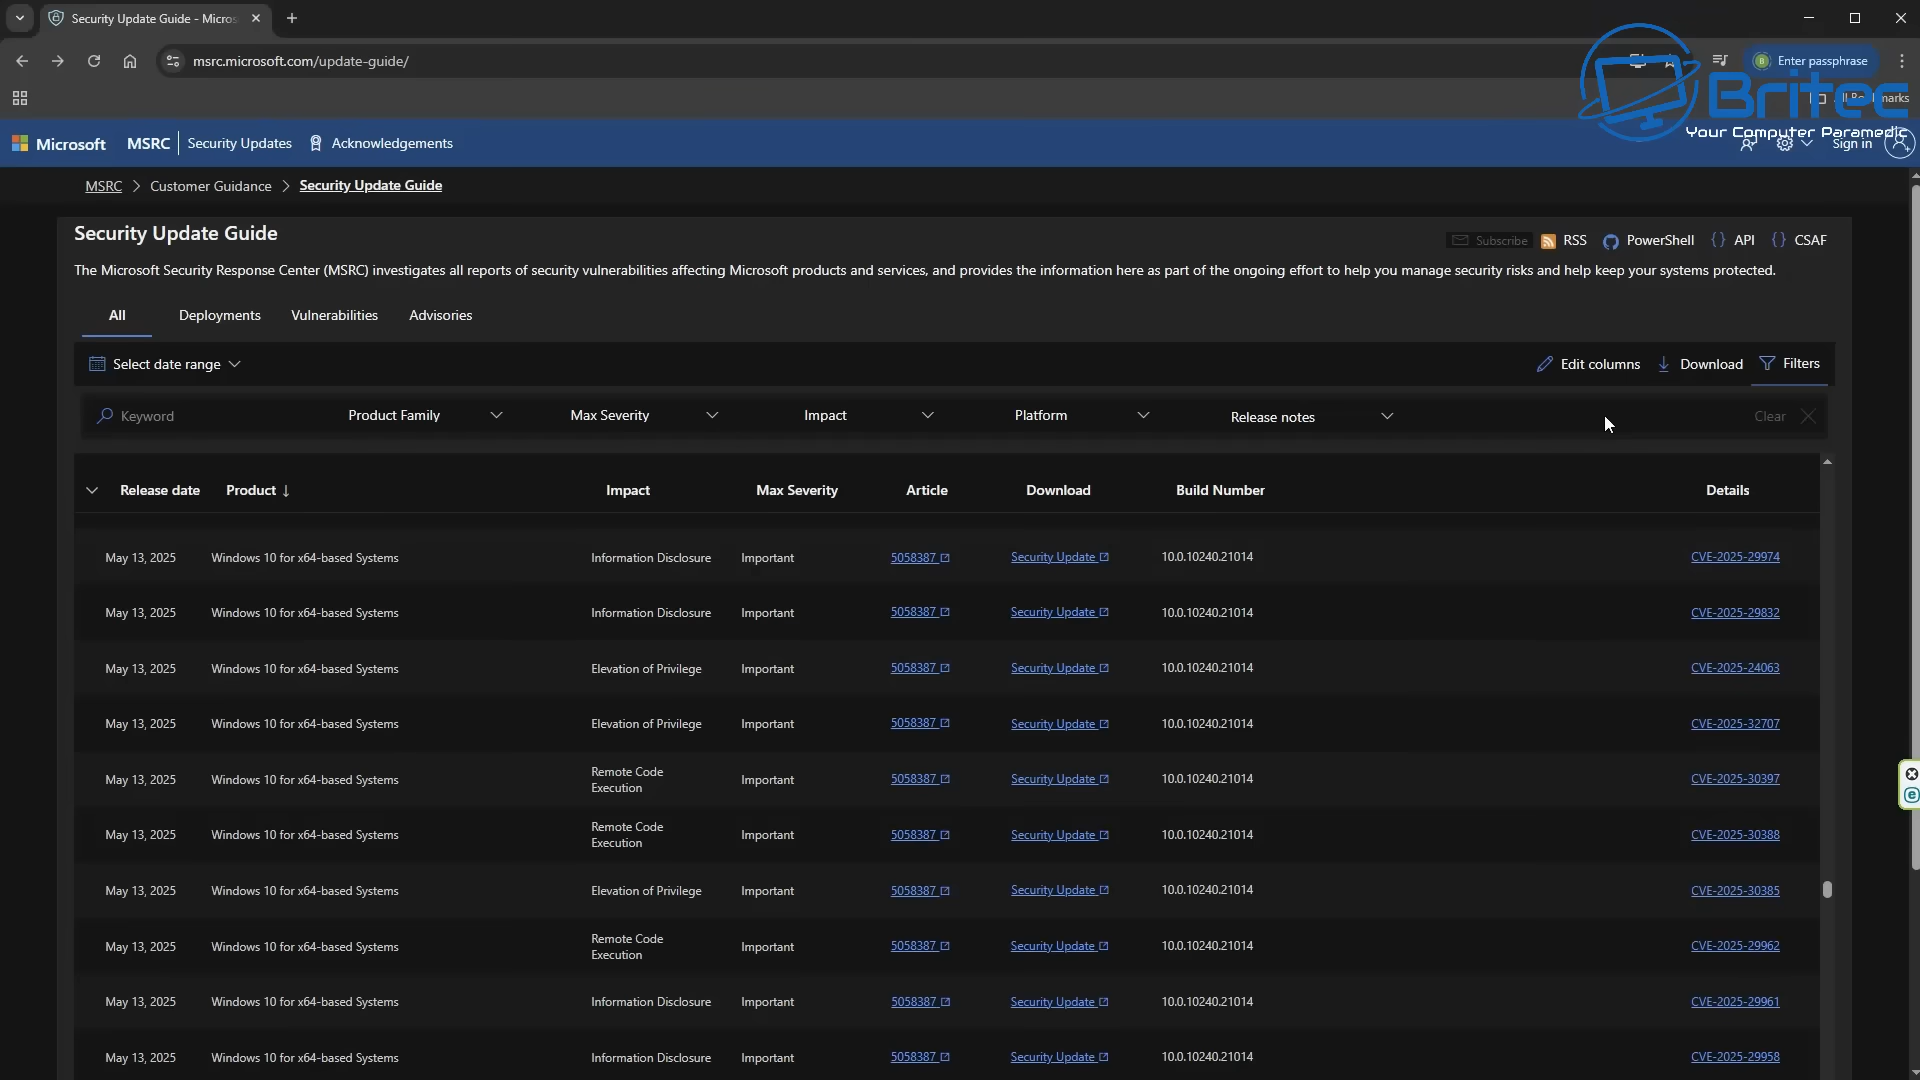 Security Update Guide - Micros
msrc.microsoft.com/update-guide/
Enter passphrase
Britec
Your Computer Paramedic
Microsoft MSRC Security Updates Acknowledgements Sign in
MSRC > Customer Guidance > Security Update Guide
Security Update Guide
Subscribe RSS PowerShell API CSAF
The Microsoft Security Response Center (MSRC) investigates all reports of security vulnerabilities affecting Microsoft products and services, and provides the information here as part of the ongoing effort to help you manage security risks and help keep your systems protected.
All Deployments Vulnerabilities Advisories
Select date range Edit columns Download Filters
Keyword Product Family Max Severity Impact Platform Release notes Clear
Release date Product ↓ Impact Max Severity Article Download Build Number Details
May 13, 2025 Windows 10 for x64-based Systems Information Disclosure Important 5058387 Security Update 10.0.10240.21014 CVE-2025-29974
May 13, 2025 Windows 10 for x64-based Systems Information Disclosure Important 5058387 Security Update 10.0.10240.21014 CVE-2025-29832
May 13, 2025 Windows 10 for x64-based Systems Elevation of Privilege Important 5058387 Security Update 10.0.10240.21014 CVE-2025-24063
May 13, 2025 Windows 10 for x64-based Systems Elevation of Privilege Important 5058387 Security Update 10.0.10240.21014 CVE-2025-32707
May 13, 2025 Windows 10 for x64-based Systems Remote Code Execution Important 5058387 Security Update 10.0.10240.21014 CVE-2025-30397
May 13, 2025 Windows 10 for x64-based Systems Remote Code Execution Important 5058387 Security Update 10.0.10240.21014 CVE-2025-30388
May 13, 2025 Windows 10 for x64-based Systems Elevation of Privilege Important 5058387 Security Update 10.0.10240.21014 CVE-2025-30385
May 13, 2025 Windows 10 for x64-based Systems Remote Code Execution Important 5058387 Security Update 10.0.10240.21014 CVE-2025-29962
May 13, 2025 Windows 10 for x64-based Systems Information Disclosure Important 5058387 Security Update 10.0.10240.21014 CVE-2025-29961
May 13, 2025 Windows 10 for x64-based Systems Information Disclosure Important 5058387 Security Update 10.0.10240.21014 CVE-2025-29958